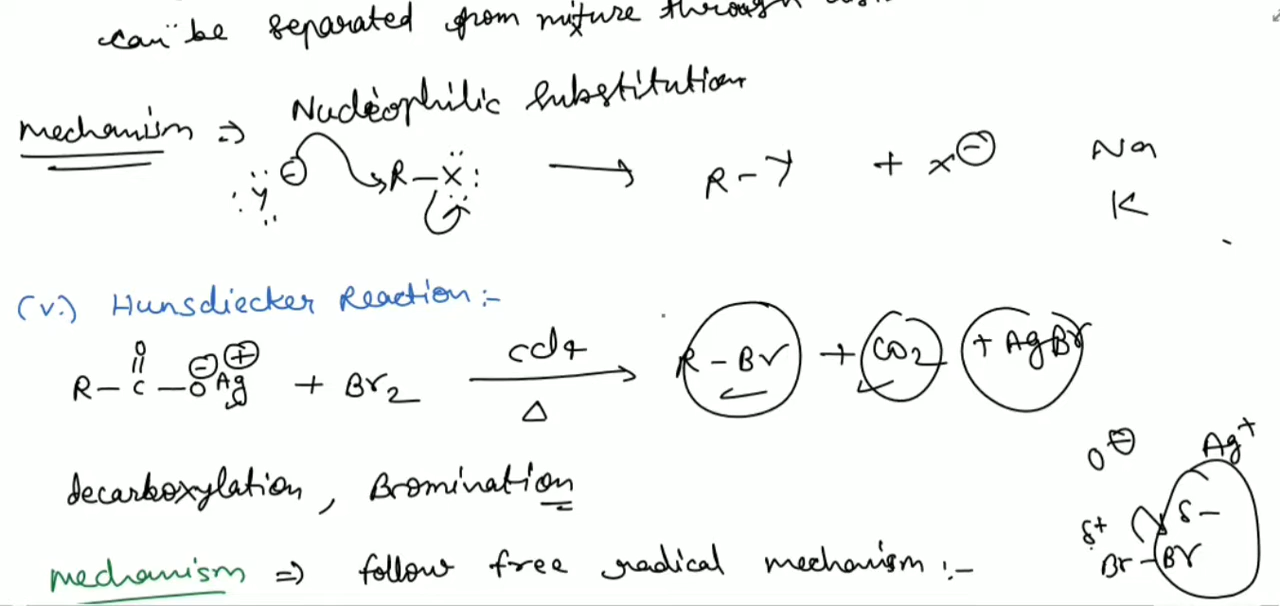 can be separated from mixture through
mechanism ⇒ Nucleophilic Substitution
:Ÿ:⊖ R–Ẍ: ⟶ R–Y + X⊖ Na
K
(v.) Hunsdiecker Reaction :-
R–C(=O)–O⊖Ag⊕ + Br2 —CCl4/Δ→ R–Br + CO2 + AgBr
O⊖ Ag+
decarboxylation, Bromination
δ+ δ–
Br–Br
mechanism ⇒ follow free radical mechanism :-